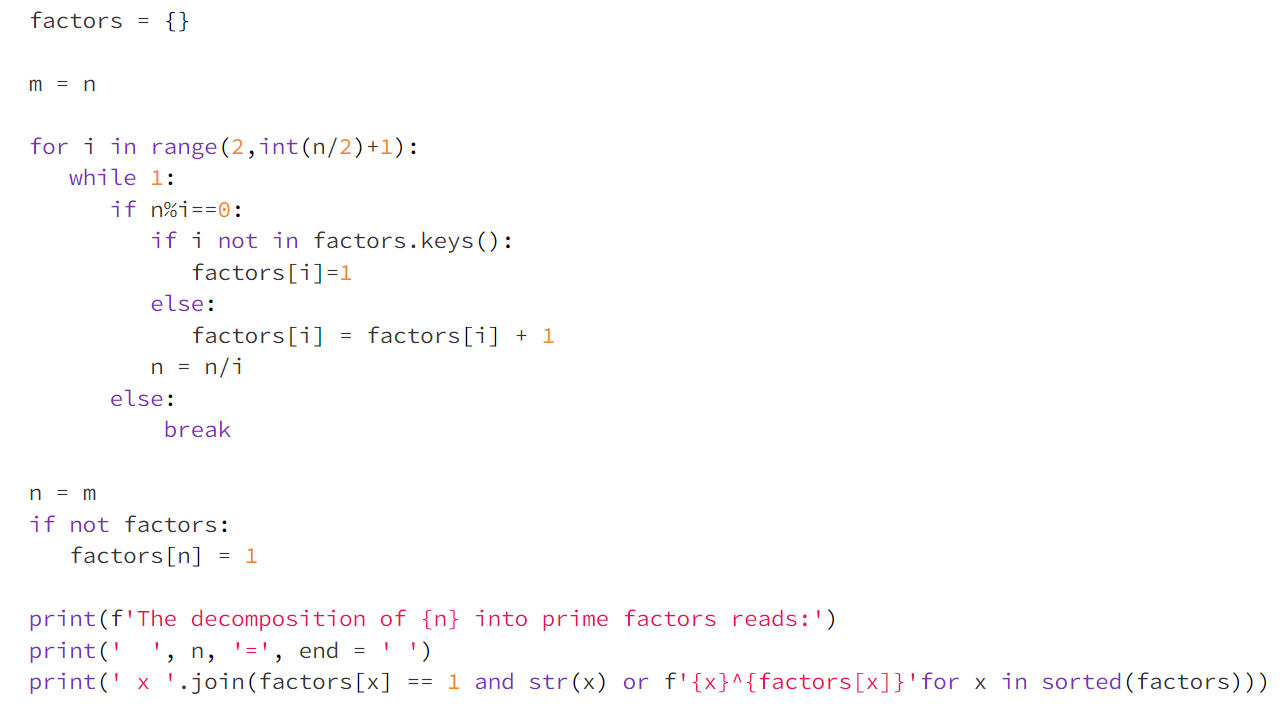 factors = {}
m = n
for i in range(2,int(n/2)+1):
   while 1:
      if n%i==0:
         if i not in factors.keys():
            factors[i]=1
         else:
            factors[i] = factors[i] + 1
         n = n/i
      else:
          break
n = m
if not factors:
   factors[n] = 1
print(f'The decomposition of {n} into prime factors reads:')
print('  ', n, '=', end = ' ')
print(' x '.join(factors[x] == 1 and str(x) or f'{x}^{factors[x]}'for x in sorted(factors)))